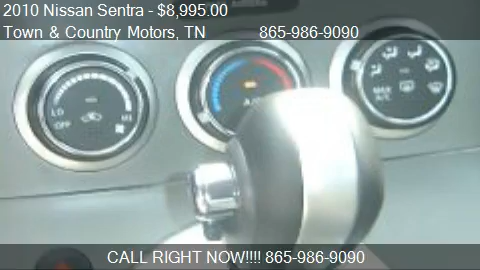 2010 Nissan Sentra - $8,995.00
Town & Country Motors, TN 865-986-9090
LO
HI
OFF
A/C
MAX
A/C
CALL RIGHT NOW!!!! 865-986-9090